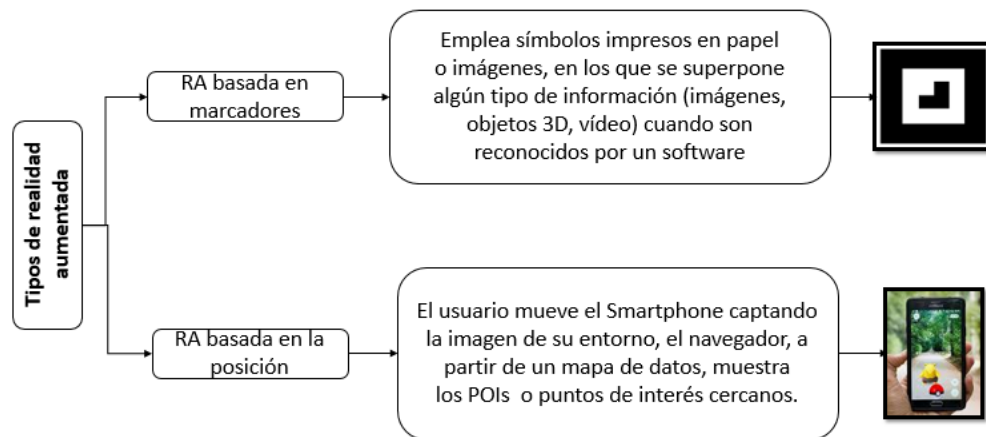 Tipos de realidad
aumentada
RA basada en
marcadores
Emplea símbolos impresos en papel
o imágenes, en los que se superpone
algún tipo de información (imágenes,
objetos 3D, vídeo) cuando son
reconocidos por un software
RA basada en la
posición
El usuario mueve el Smartphone captando
la imagen de su entorno, el navegador, a
partir de un mapa de datos, muestra
los POIs o puntos de interés cercanos.